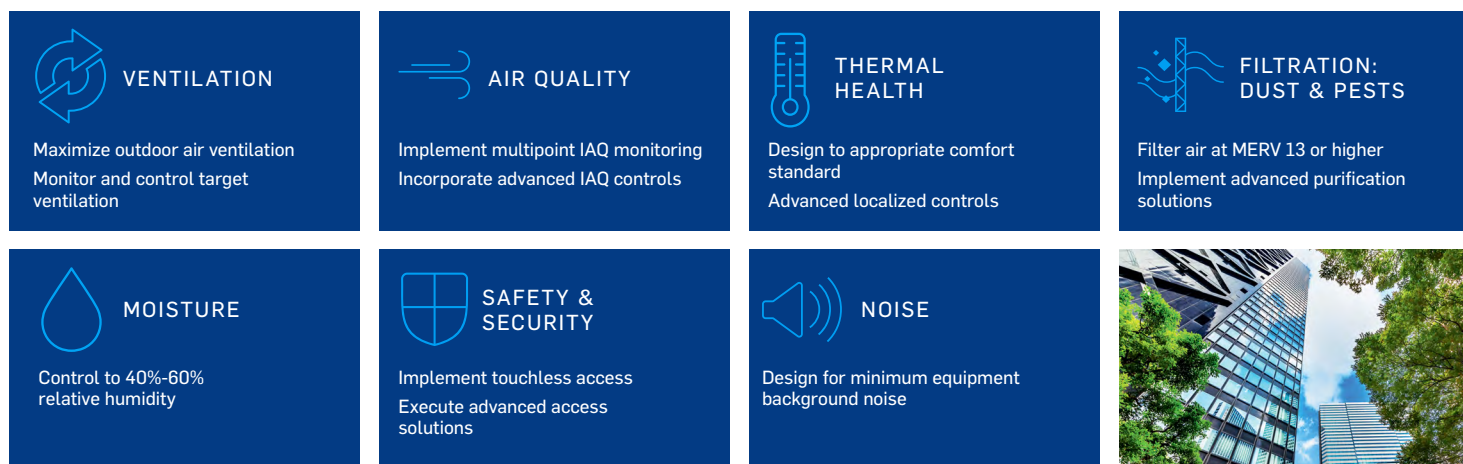 VENTILATION
Maximize outdoor air ventilation
Monitor and control target
ventilation
AIR QUALITY
Implement multipoint IAQ monitoring
Incorporate advanced IAQ controls
THERMAL
HEALTH
Design to appropriate comfort
standard
Advanced localized controls
FILTRATION:
DUST & PESTS
Filter air at MERV 13 or higher
Implement advanced purification
solutions
MOISTURE
Control to 40%-60%
relative humidity
SAFETY &
SECURITY
Implement touchless access
Execute advanced access
solutions
NOISE
Design for minimum equipment
background noise